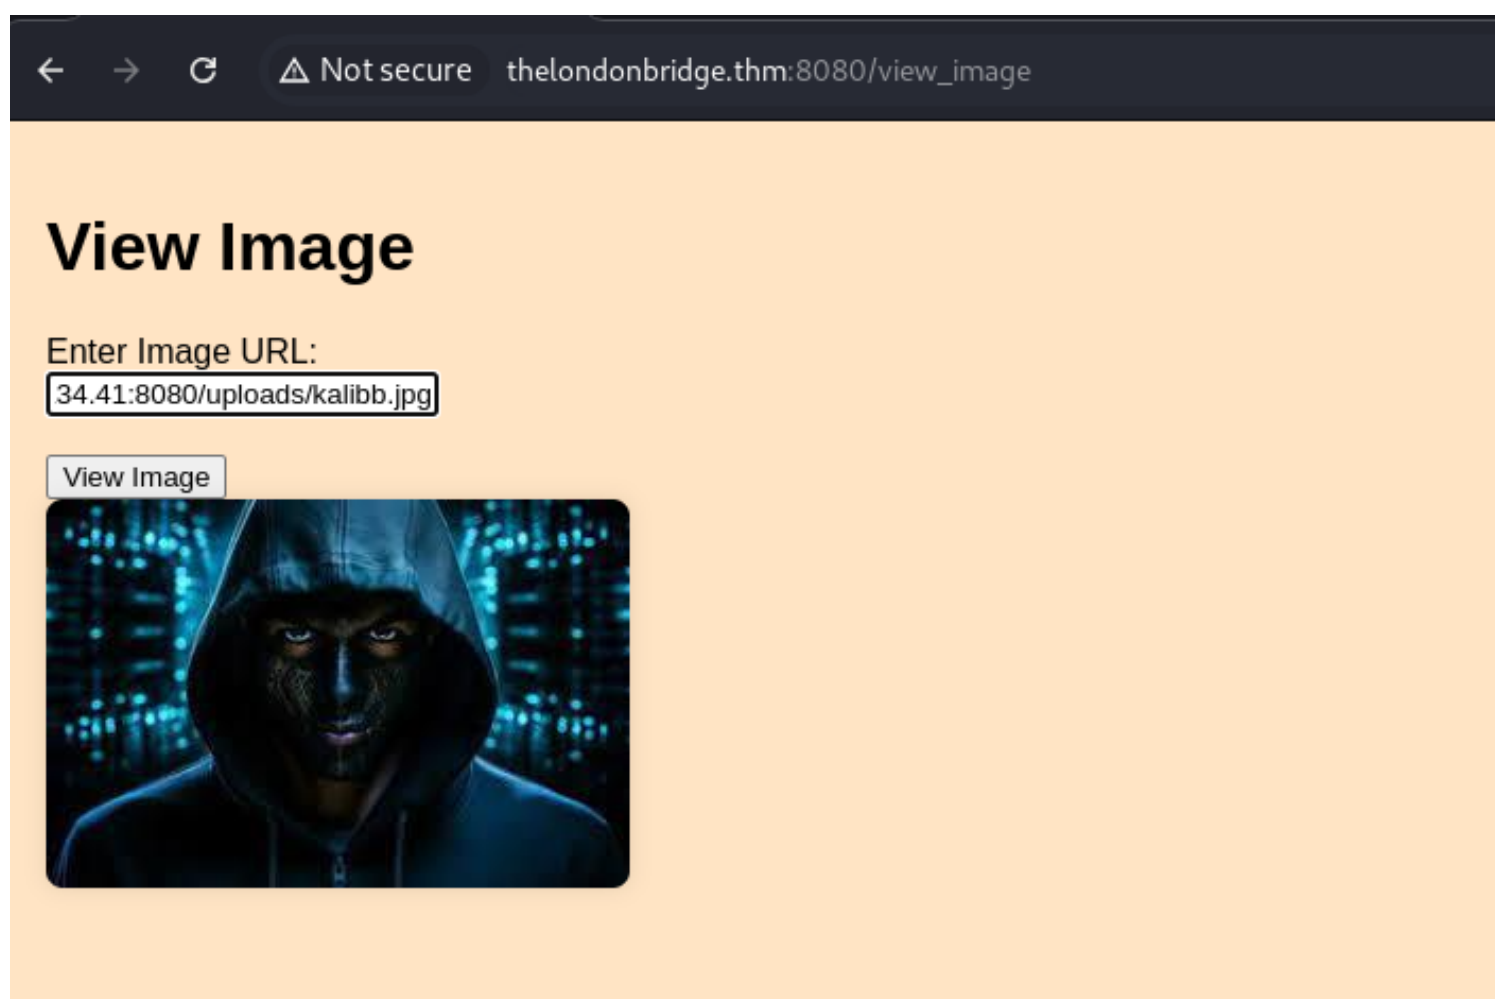 Not secure thelondonbridge.thm:8080/view_image
View Image
Enter Image URL:
34.41:8080/uploads/kalibb.jpg
View Image